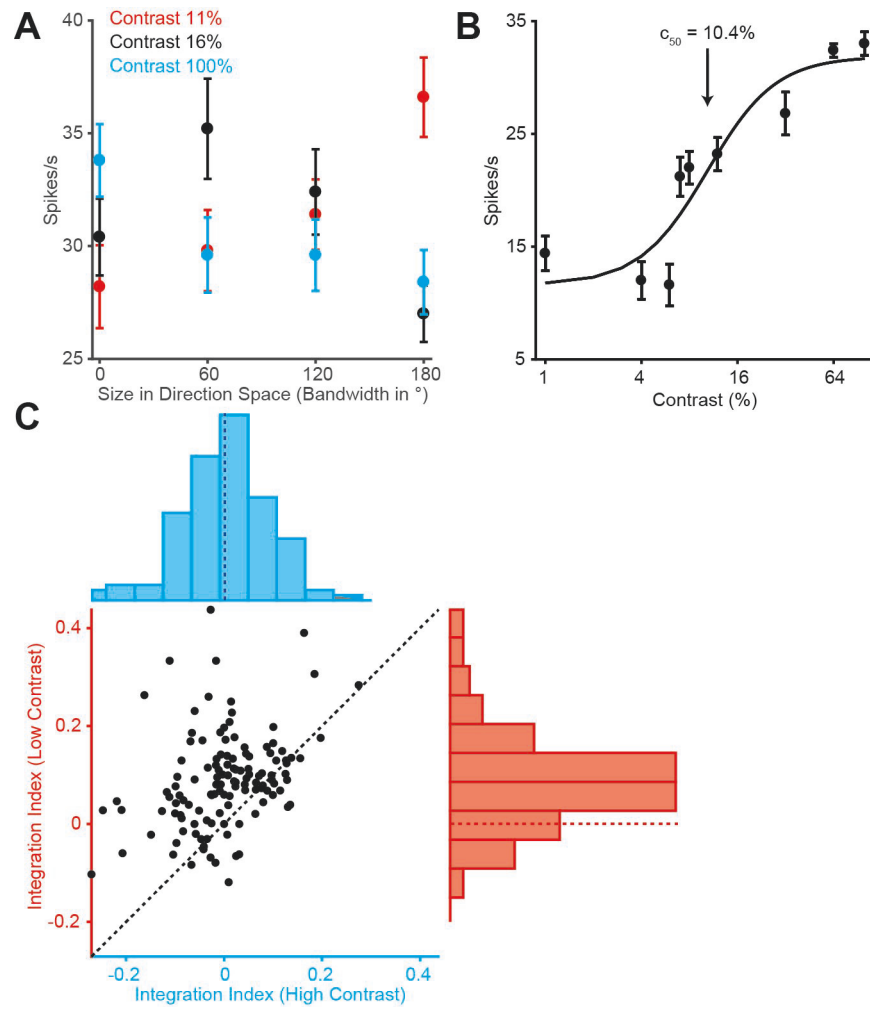 A
Contrast 11%
Contrast 16%
Contrast 100%
40
35
30
25
Spikes/s
0
60
120
180
Size in Direction Space (Bandwidth in °)
B
c50 = 10.4%
35
25
15
5
Spikes/s
1
4
16
64
Contrast (%)
C
0.4
0.2
0
-0.2
Integration Index (Low Contrast)
-0.2
0
0.2
0.4
Integration Index (High Contrast)